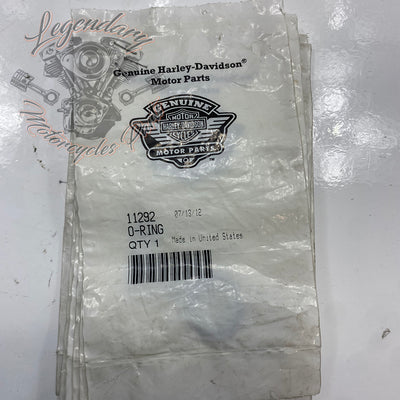 Legendary
Motorcycles
Genuine Harley-Davidson®
Motor Parts
GENUINE
MOTOR
HARLEY-DAVIDSON
CYCLES
MOTOR PARTS
11292 07/13/12
O-RING
QTY 1 Made in United States